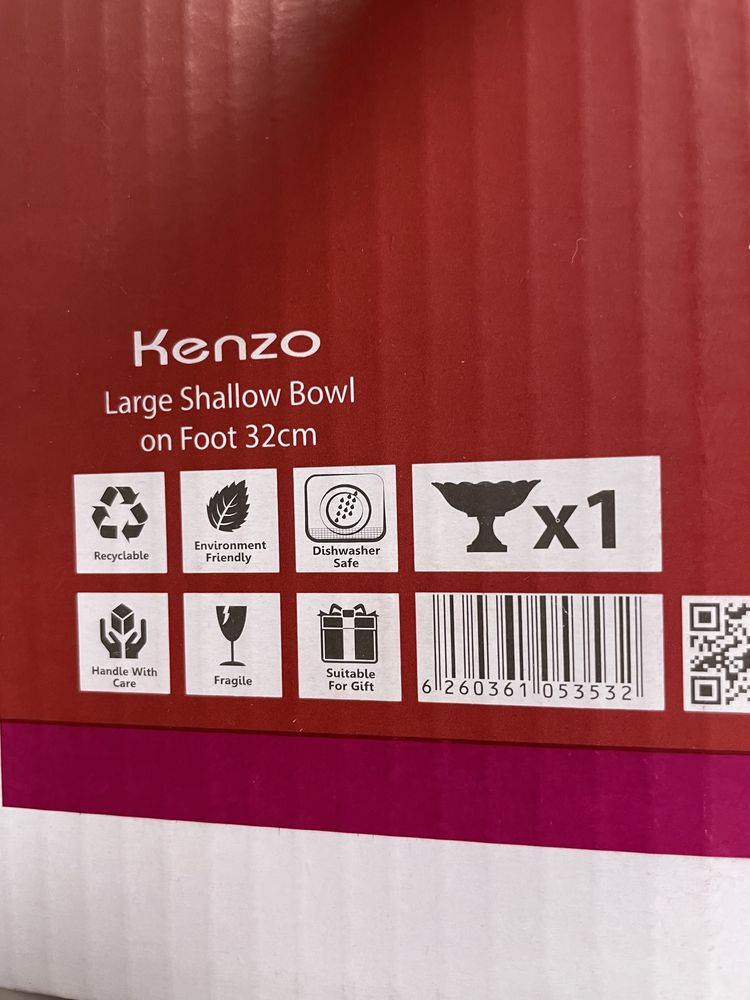 Kenzo
Large Shallow Bowl
on Foot 32cm
Recyclable
Environment
Friendly
Dishwasher
Safe
x1
Handle With
Care
Fragile
Suitable
For Gift
6 260361 053532